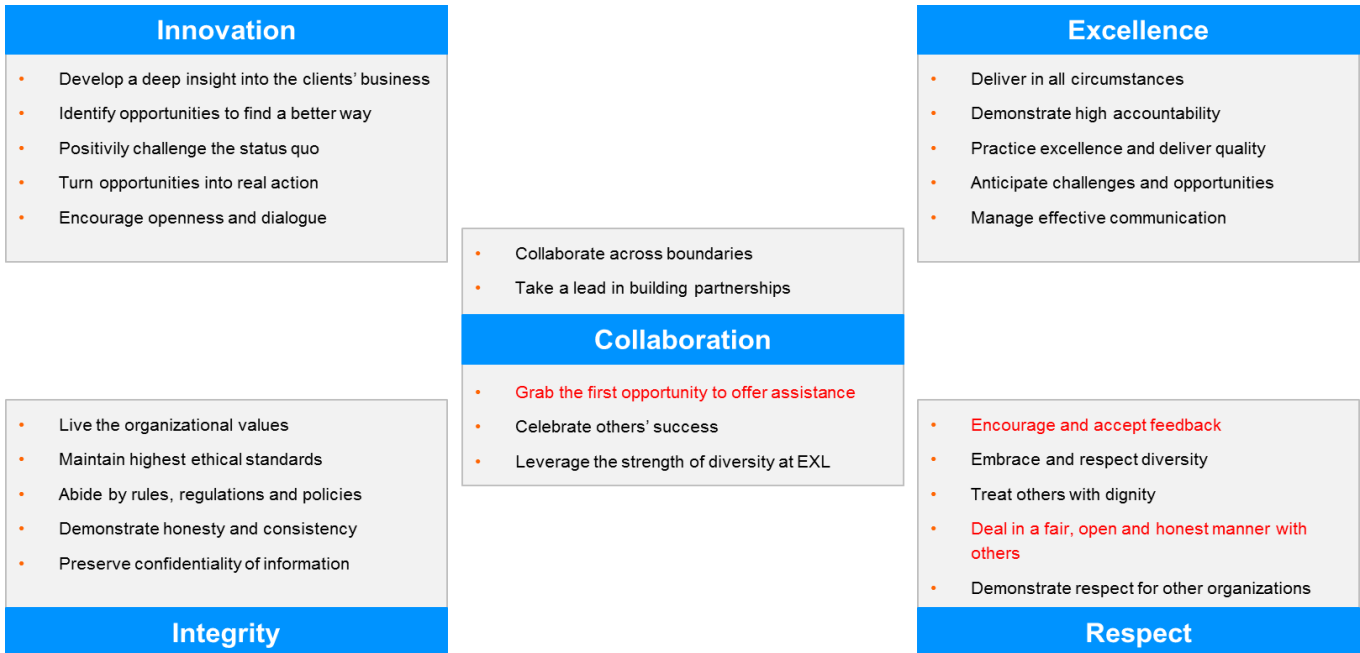 Innovation
• Develop a deep insight into the clients’ business
• Identify opportunities to find a better way
• Positivily challenge the status quo
• Turn opportunities into real action
• Encourage openness and dialogue
Excellence
• Deliver in all circumstances
• Demonstrate high accountability
• Practice excellence and deliver quality
• Anticipate challenges and opportunities
• Manage effective communication
• Collaborate across boundaries
• Take a lead in building partnerships
Collaboration
• Grab the first opportunity to offer assistance
• Celebrate others’ success
• Leverage the strength of diversity at EXL
• Live the organizational values
• Maintain highest ethical standards
• Abide by rules, regulations and policies
• Demonstrate honesty and consistency
• Preserve confidentiality of information
Integrity
• Encourage and accept feedback
• Embrace and respect diversity
• Treat others with dignity
• Deal in a fair, open and honest manner with
others
• Demonstrate respect for other organizations
Respect